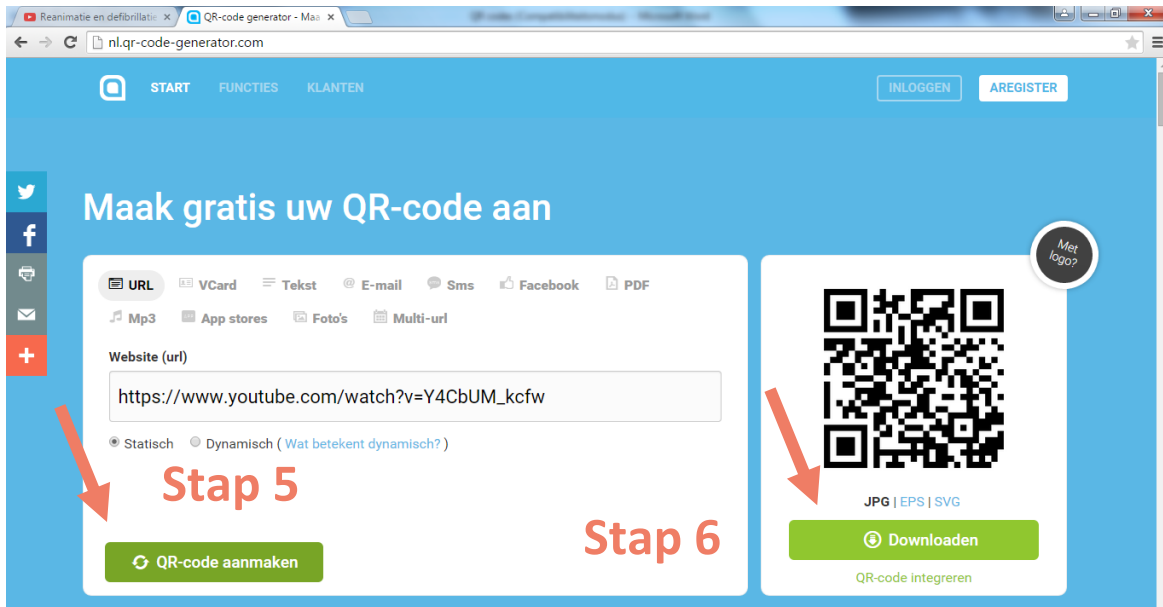 Reanimatie en defibrillatie
QR-code generator - Maa
nl.qr-code-generator.com
START FUNCTIES KLANTEN INLOGGEN AREGISTER
Maak gratis uw QR-code aan
Met logo?
URL VCard Tekst E-mail Sms Facebook PDF
Mp3 App stores Foto's Multi-url
Website (url)
https://www.youtube.com/watch?v=Y4CbUM_kcfw
Statisch Dynamisch ( Wat betekent dynamisch? )
Stap 5
QR-code aanmaken
Stap 6
JPG | EPS | SVG
Downloaden
QR-code integreren